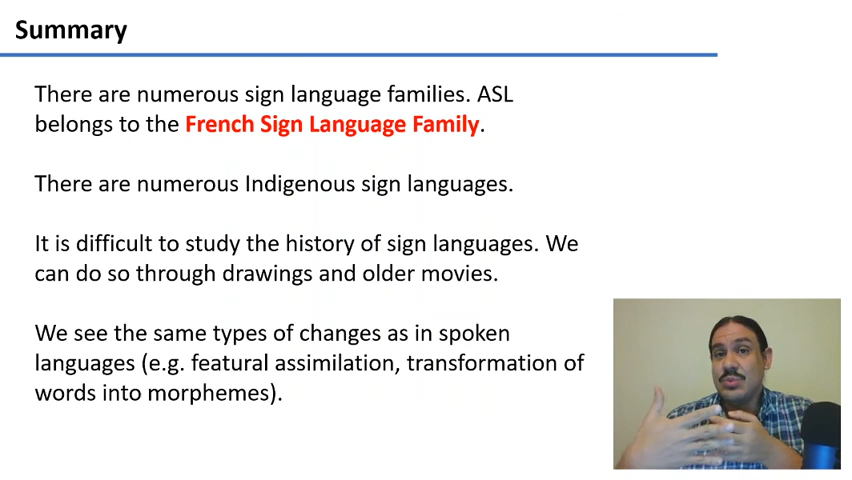 Summary
There are numerous sign language families. ASL
belongs to the French Sign Language Family.
There are numerous Indigenous sign languages.
It is difficult to study the history of sign languages. We
can do so through drawings and older movies.
We see the same types of changes as in spoken
languages (e.g. featural assimilation, transformation of
words into morphemes).